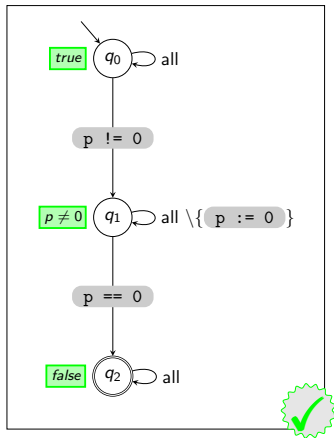 true q0 all
p != 0
p ≠ 0 q1 all \{ p := 0 }
p == 0
false q2 all